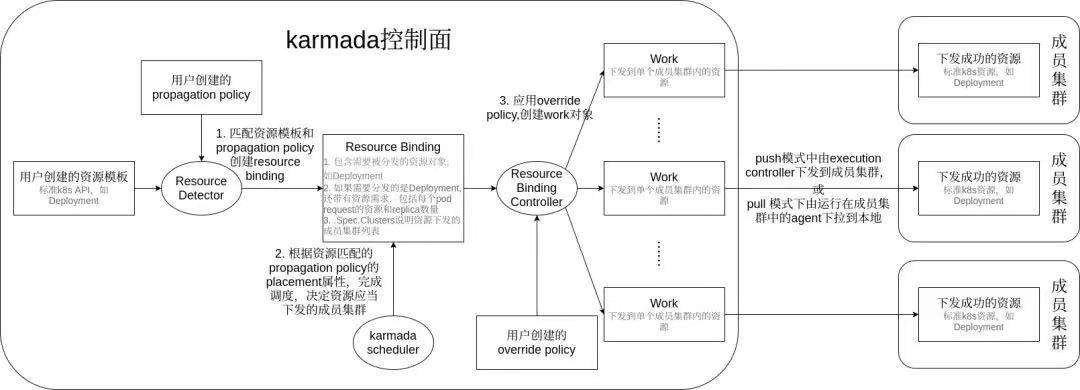 karmada控制面
用户创建的
propagation policy
1. 匹配资源模板和
propagation policy
创建resource
binding
用户创建的资源模板
标准k8s API，如
Deployment
Resource
Detector
Resource Binding
1. 包含需要被分发的资源对象，
如Deployment
2. 如果需要分发的是Deployment,
还带有资源需求，包括每个pod
request的资源和replica数量
3. .Spec.Clusters说明资源下发的
成员集群列表
2. 根据资源匹配的
propagation policy的
placement属性，完成
调度，决定资源应当
下发的成员集群
karmada
scheduler
3. 应用override
policy,创建work对象
Resource
Binding
Controller
用户创建的
override policy
Work
下发到单个成员集群内的资
源
......
Work
下发到单个成员集群内的资
源
......
Work
下发到单个成员集群内的资
源
push模式中由execution
controller下发到成员集群，
或
pull 模式下由运行在成员集
群中的agent下拉到本地
下发成功的资源
标准k8s资源，如
Deployment
成员集群
下发成功的资源
标准k8s资源，如
Deployment
成员集群
下发成功的资源
标准k8s资源，如
Deployment
成员集群